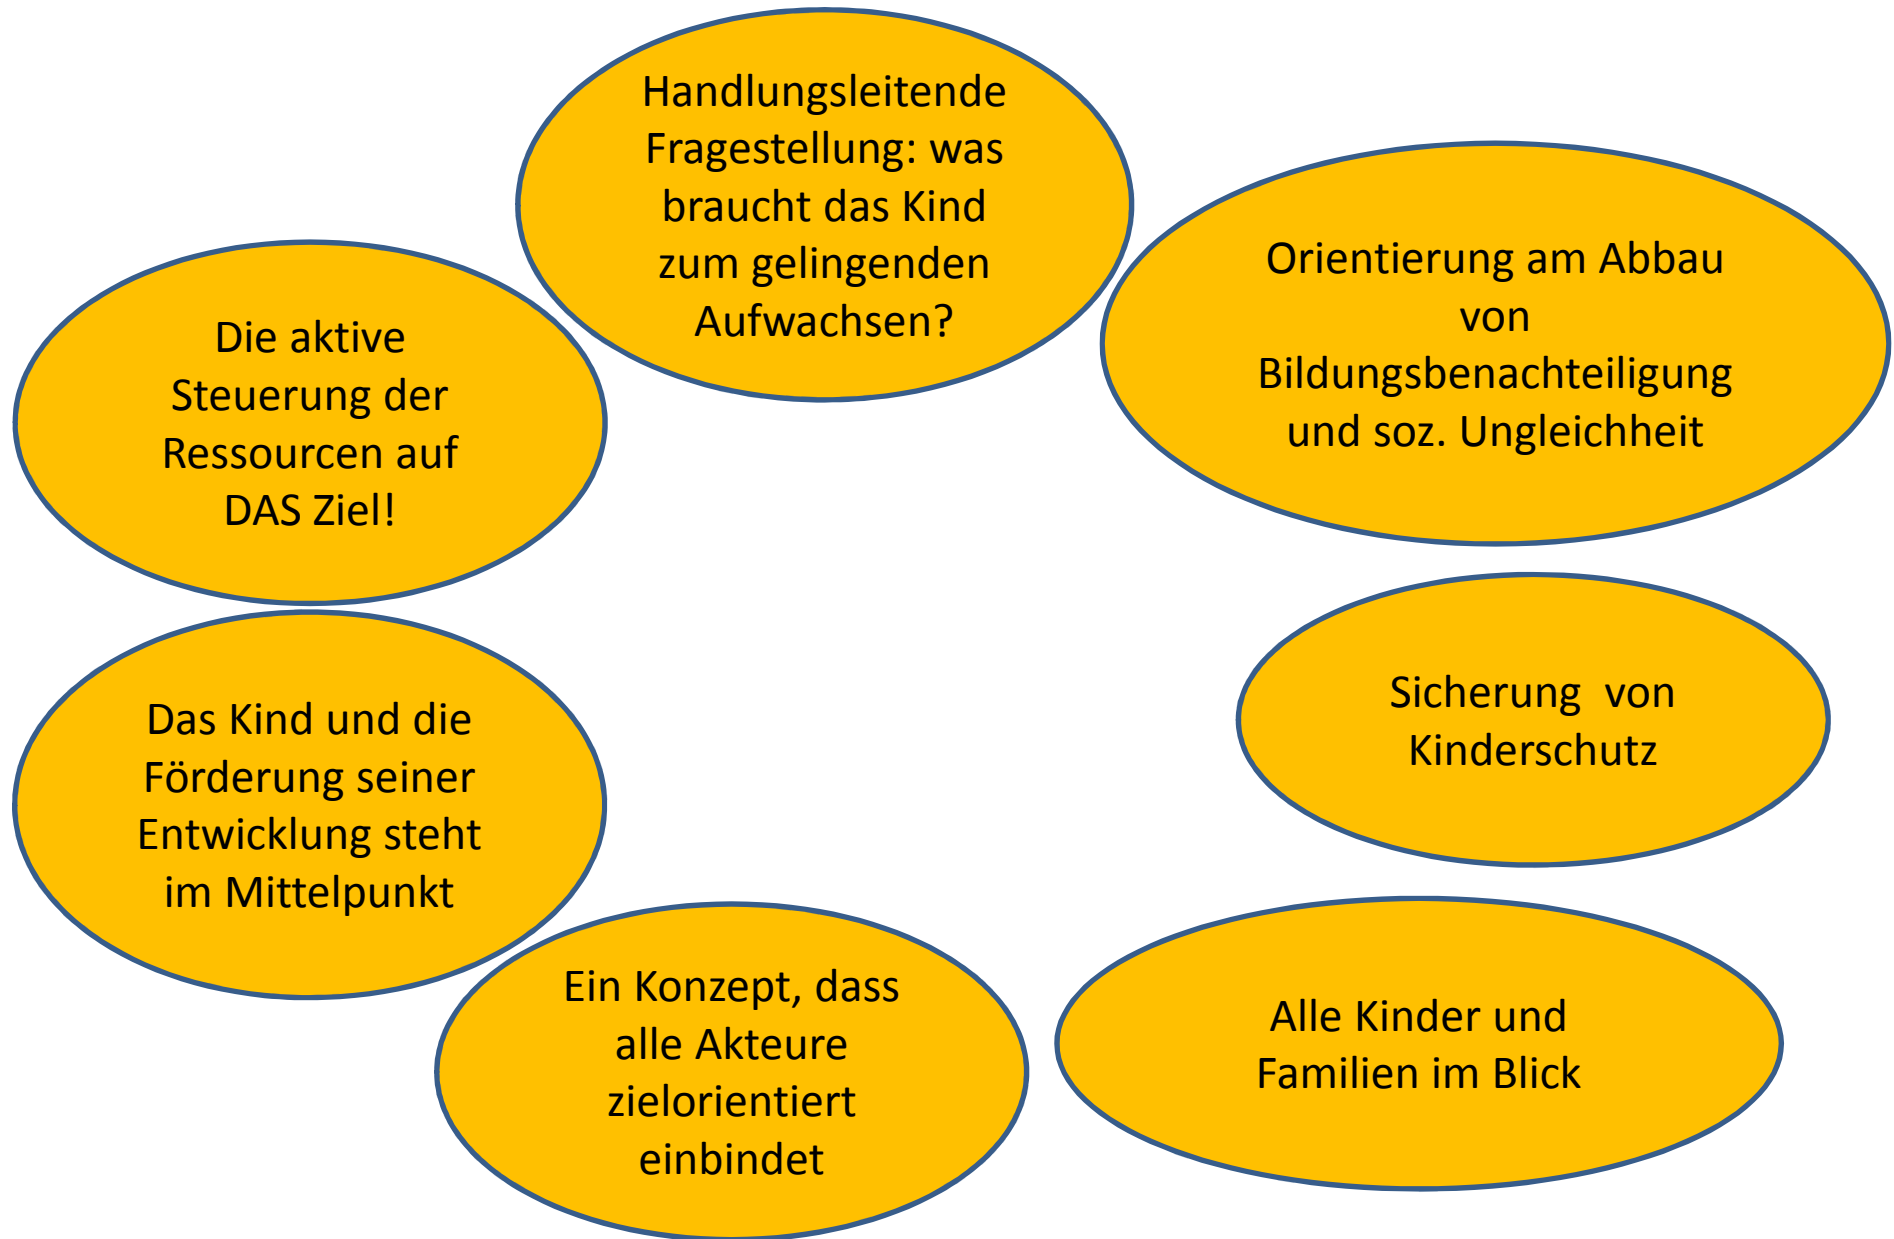 Handlungsleitende
Fragestellung: was
braucht das Kind
zum gelingenden
Aufwachsen?
Orientierung am Abbau
von
Bildungsbenachteiligung
und soz. Ungleichheit
Die aktive
Steuerung der
Ressourcen auf
DAS Ziel!
Sicherung von
Kinderschutz
Das Kind und die
Förderung seiner
Entwicklung steht
im Mittelpunkt
Ein Konzept, dass
alle Akteure
zielorientiert
einbindet
Alle Kinder und
Familien im Blick